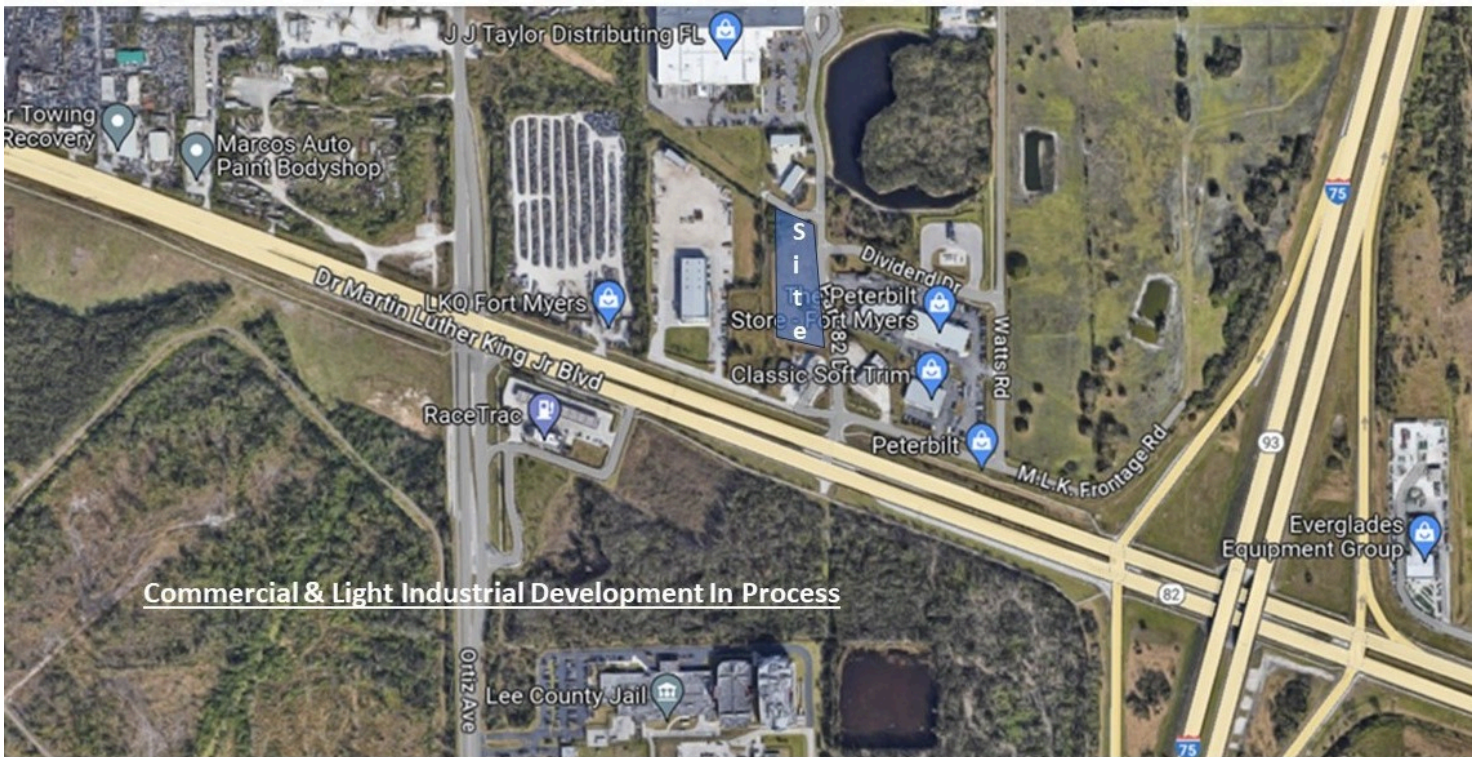 J J Taylor Distributing FL
r Towing
Recovery
Marcos Auto
Paint Bodyshop
75
Site
Dividend Dr
Dr Martin Luther King Jr Blvd
LKQ Fort Myers
The Peterbilt
Store - Fort Myers
82
Watts Rd
Classic Soft Trim
RaceTrac
Peterbilt
93
M.L.K. Frontage Rd
Everglades
Equipment Group
Commercial & Light Industrial Development In Process
82
Ortiz Ave
Lee County Jail
75